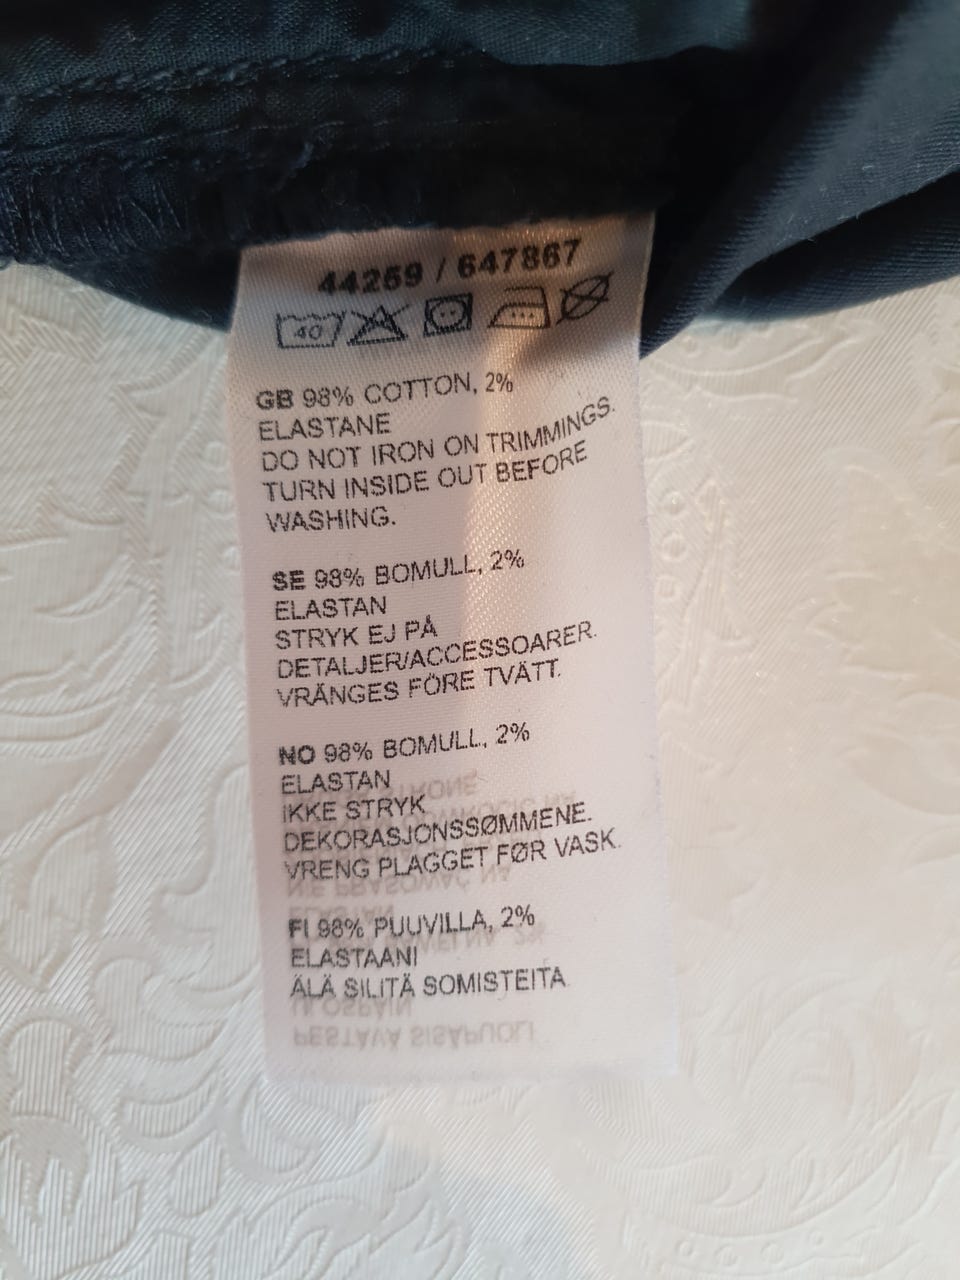 44259 / 647867
40
GB 98% COTTON, 2%
ELASTANE
DO NOT IRON ON TRIMMINGS.
TURN INSIDE OUT BEFORE
WASHING.
SE 98% BOMULL, 2%
ELASTAN
STRYK EJ PÅ
DETALJER/ACCESSOARER.
VRÄNGES FÖRE TVÄTT.
NO 98% BOMULL, 2%
ELASTAN
IKKE STRYK
DEKORASJONSSØMMENE.
VRENG PLAGGET FØR VASK.
FI 98% PUUVILLA, 2%
ELASTAANI
ÄLÄ SILITÄ SOMISTEITA